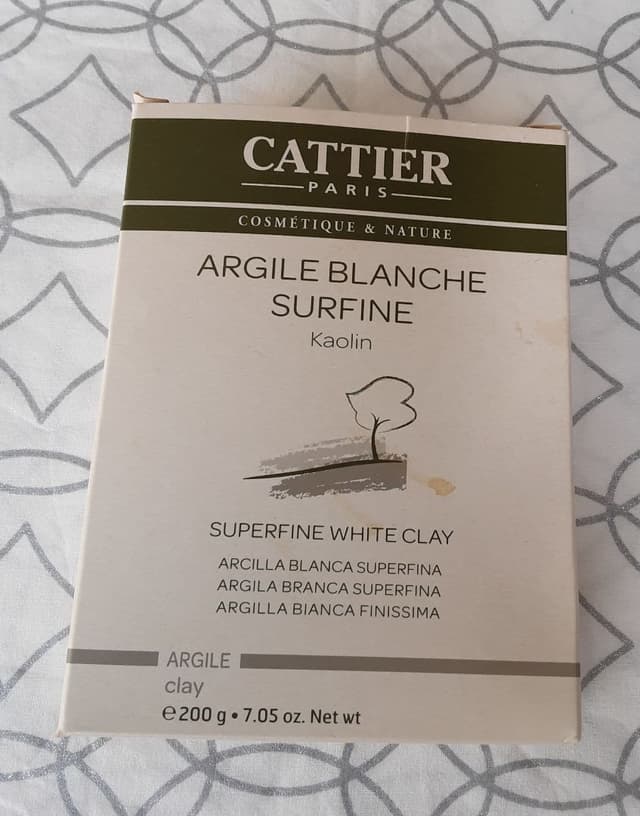 CATTIER
PARIS
COSMÉTIQUE & NATURE
ARGILE BLANCHE
SURFINE
Kaolin
SUPERFINE WHITE CLAY
ARCILLA BLANCA SUPERFINA
ARGILA BRANCA SUPERFINA
ARGILLA BIANCA FINISSIMA
ARGILE
clay
℮200 g • 7.05 oz. Net wt